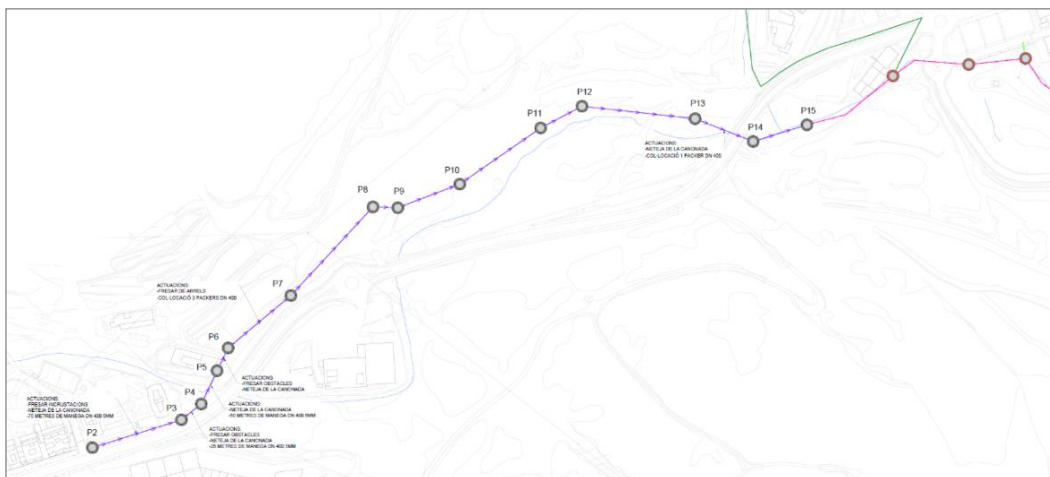 P12
P11
P13
P15
P14
ACTUACIONS:
-NETEJA DE LA CANONADA
-COL·LOCACIÓ 1 PACKER DN 400
P10
P8
P9
P7
ACTUACIONS:
-FRESAR DE ARRELS
-COL·LOCACIÓ 3 PACKERS DN 400
P6
P5
ACTUACIONS:
-FRESAR OBSTACLES
-NETEJA DE LA CANONADA
P4
ACTUACIONS:
-NETEJA DE LA CANONADA
METRES DE MANEGA DN 400 5MM
ACTUACIONS:
-FRESAR INCRUSTACIONS
-NETEJA DE LA CANONADA
-75 METRES DE MANEGA DN 400 5MM
P3
P2
ACTUACIONS:
-FRESAR OBSTACLES
-NETEJA DE LA CANONADA
-25 METRES DE MANEGA DN 400 5MM